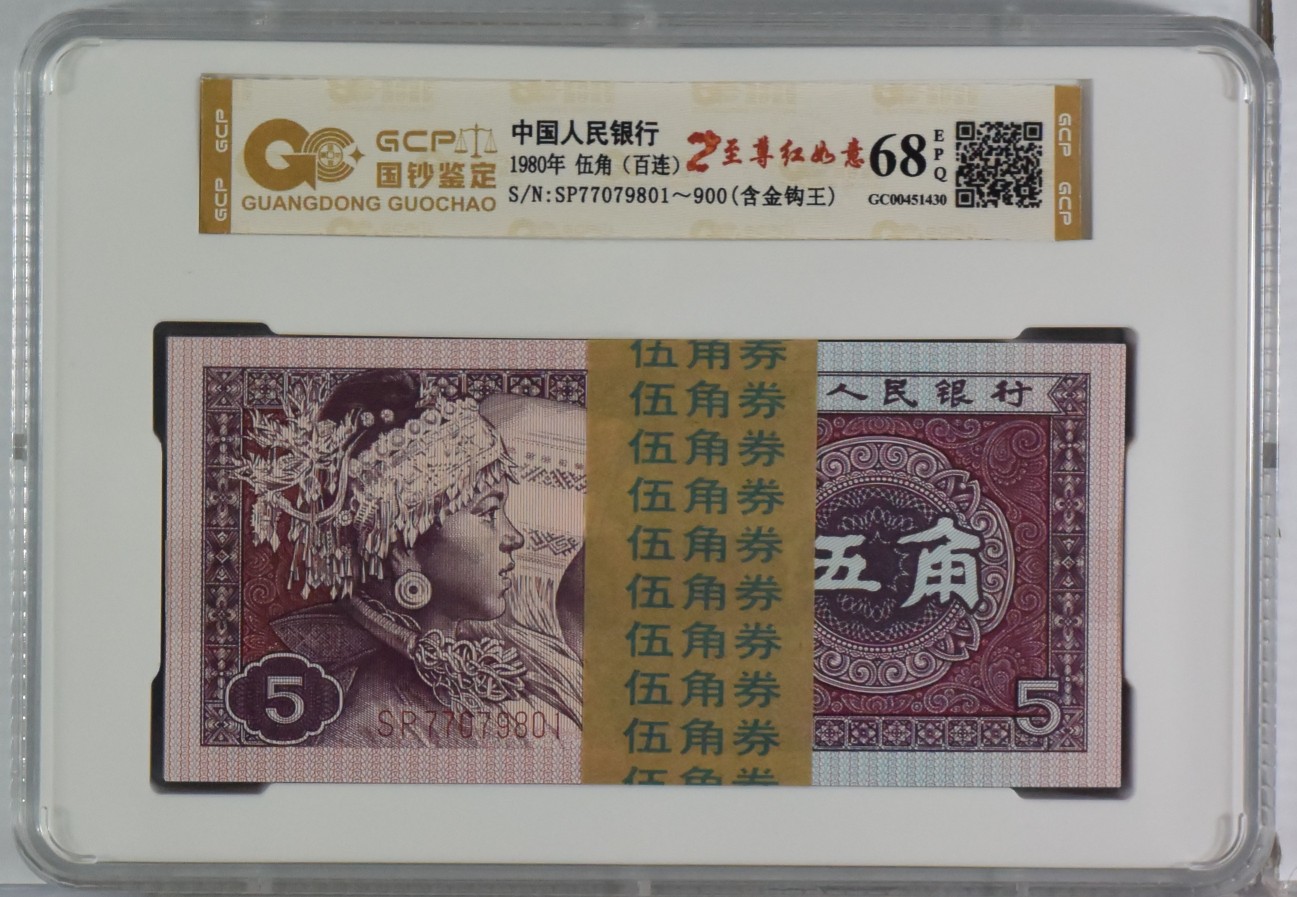 GCP
GCP
GCP
国钞鉴定
GUANGDONG GUOCHAO
中国人民银行
1980年 伍角（百连）
至尊红如意
S/N:SP77079801～900(含金钩王)
68
EPQ
GC00451430
GCP
GCP
伍角券
伍角券
伍角券
伍角券
伍角券
伍角券
伍角券
伍角券
伍角券
伍角券
人民银行
伍角
5
SP77079801
5